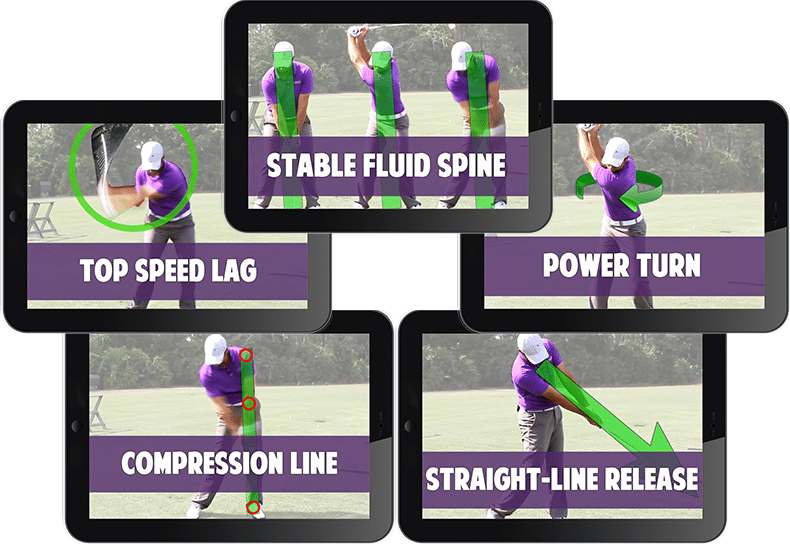 STABLE FLUID SPINE
TOP SPEED LAG
POWER TURN
COMPRESSION LINE
STRAIGHT-LINE RELEASE